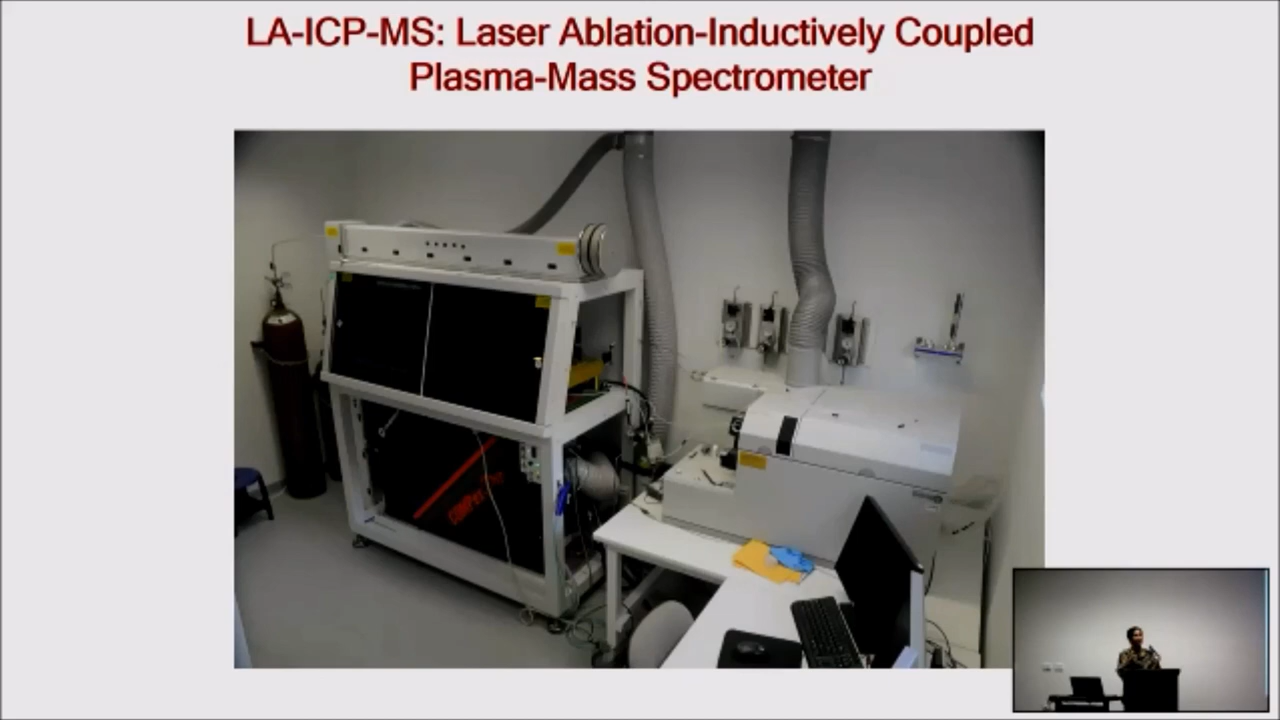 LA-ICP-MS: Laser Ablation-Inductively Coupled
Plasma-Mass Spectrometer